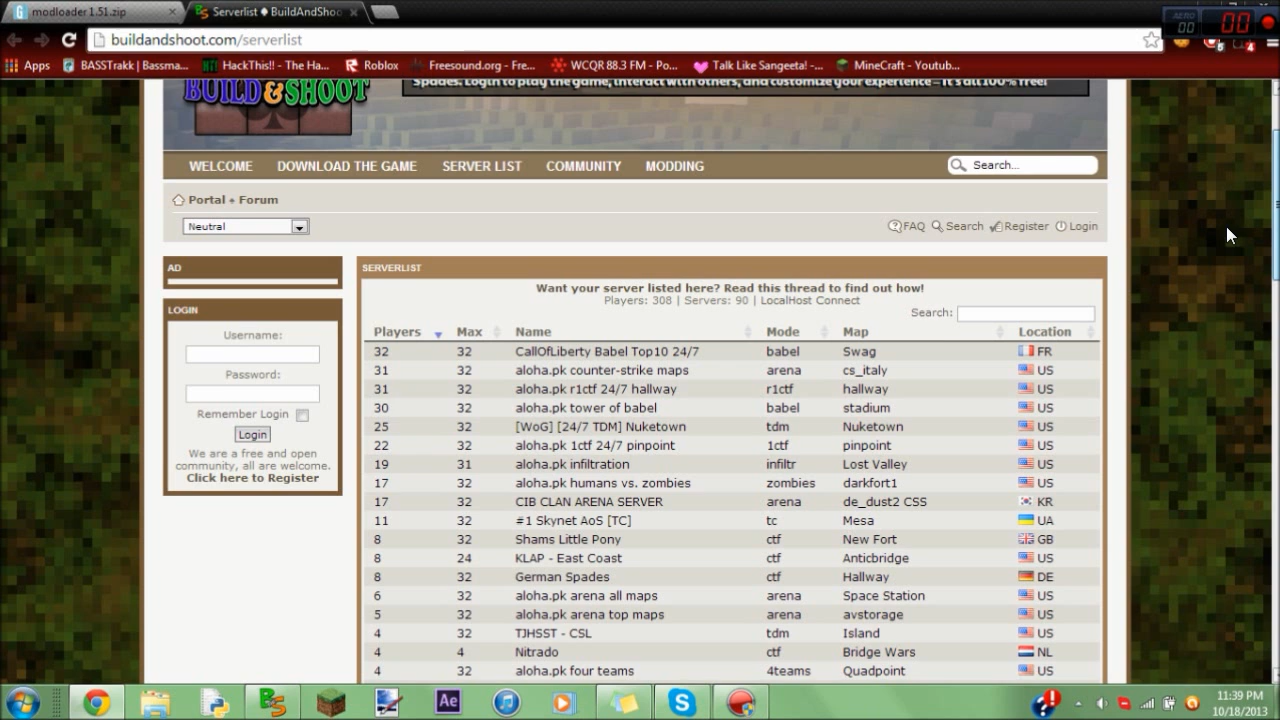 modloader 1.51.zip
Serverlist ♦ BuildAndShoo
00
00
buildandshoot.com/serverlist
Apps
BASSTrakk | Bassma...
HackThis!! - The Ha...
Roblox
Freesound.org - Fre...
WCQR 88.3 FM - Po...
Talk Like Sangeeta! -...
MineCraft - Youtub...
BUILD&SHOOT
Spades. Login to play the game, interact with others, and customize your experience – it's all 100% free!
WELCOME
DOWNLOAD THE GAME
SERVER LIST
COMMUNITY
MODDING
Search...
Portal ♦ Forum
Neutral
FAQ Search Register Login
AD
LOGIN
Username:
Password:
Remember Login
Login
We are a free and open
community, all are welcome.
Click here to Register
SERVERLIST
Want your server listed here? Read this thread to find out how!
Players: 308 | Servers: 90 | LocalHost Connect
Search:
Players Max Name Mode Map Location
32 32 CallOfLiberty Babel Top10 24/7 babel Swag FR
31 32 aloha.pk counter-strike maps arena cs_italy US
31 32 aloha.pk r1ctf 24/7 hallway r1ctf hallway US
30 32 aloha.pk tower of babel babel stadium US
25 32 [WoG] [24/7 TDM] Nuketown tdm Nuketown US
22 32 aloha.pk 1ctf 24/7 pinpoint 1ctf pinpoint US
19 31 aloha.pk infiltration infiltr Lost Valley US
17 32 aloha.pk humans vs. zombies zombies darkfort1 US
17 32 CIB CLAN ARENA SERVER arena de_dust2 CSS KR
11 32 #1 Skynet AoS [TC] tc Mesa UA
8 32 Shams Little Pony ctf New Fort GB
8 24 KLAP - East Coast ctf Anticbridge US
8 32 German Spades ctf Hallway DE
6 32 aloha.pk arena all maps arena Space Station US
5 32 aloha.pk arena top maps arena avstorage US
4 32 TJHSST - CSL tdm Island US
4 4 Nitrado ctf Bridge Wars NL
4 32 aloha.pk four teams 4teams Quadpoint US
Ae
11:39 PM
10/18/2013